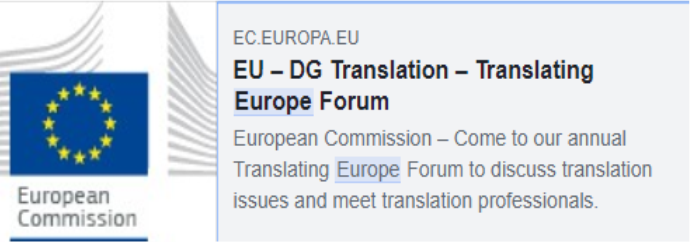 European
Commission
EC.EUROPA.EU
EU – DG Translation – Translating
Europe Forum
European Commission – Come to our annual
Translating Europe Forum to discuss translation
issues and meet translation professionals.